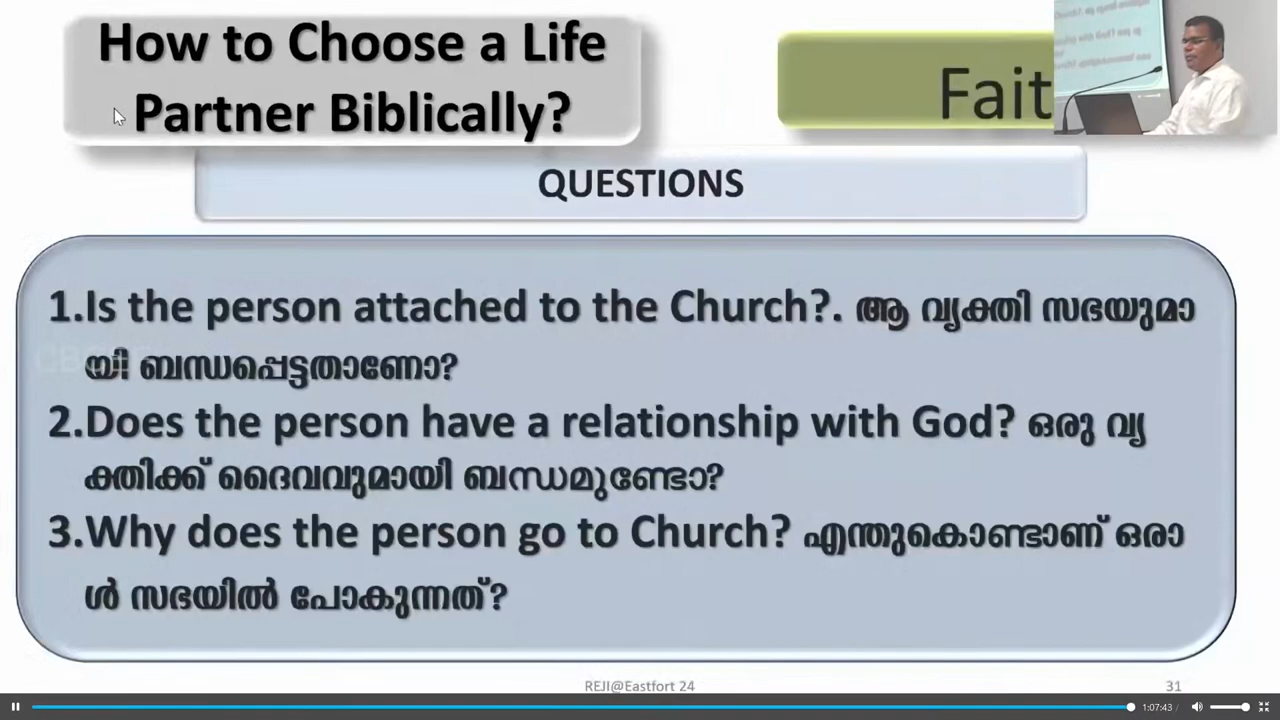 How to Choose a Life
Partner Biblically?
Fait
QUESTIONS
1.Is the person attached to the Church?. ആ വ്യക്തി സഭയുമാ
യി ബന്ധപ്പെട്ടതാണോ?
2.Does the person have a relationship with God? ഒരു വ്യ
ക്തിക്ക് ദൈവവുമായി ബന്ധമുണ്ടോ?
3.Why does the person go to Church? എന്തുകൊണ്ടാണ് ഒരാ
ൾ സഭയിൽ പോകുന്നത്?
REJI@Eastfort 24
31
1:07:43 /